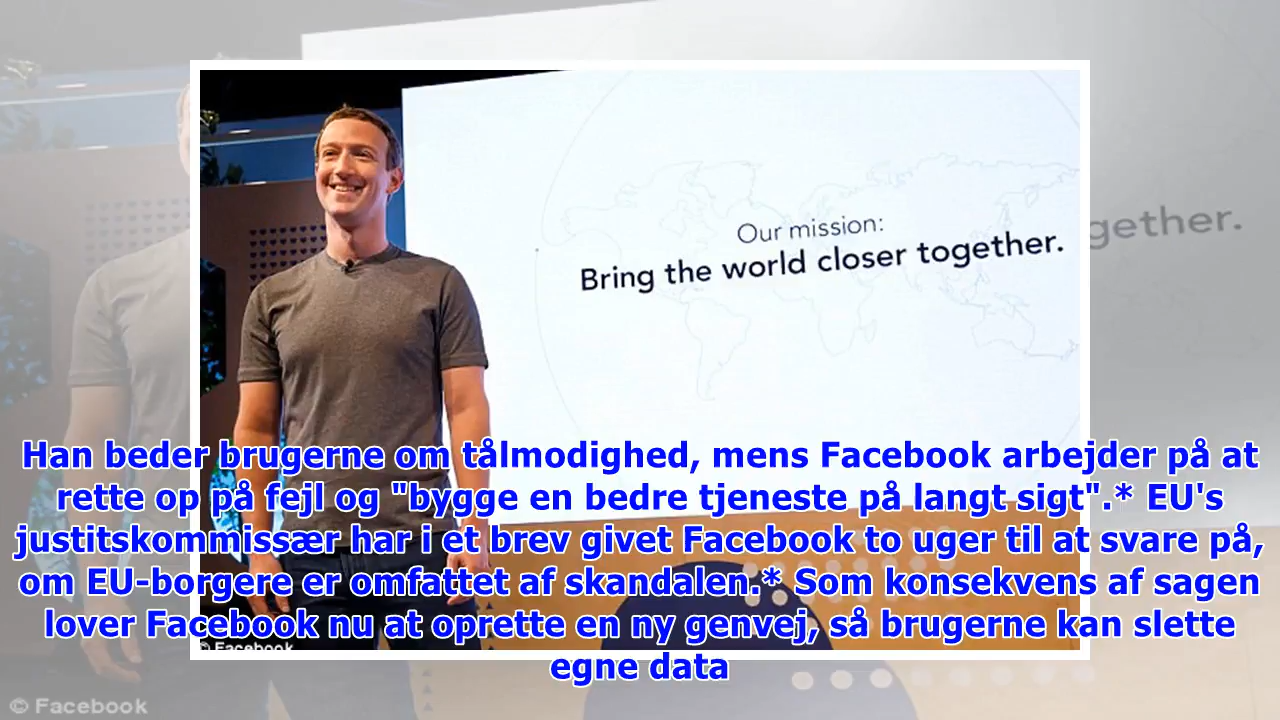 Our mission:
Bring the world closer together.
gether.
Han beder brugerne om tålmodighed, mens Facebook arbejder på at
rette op på fejl og "bygge en bedre tjeneste på langt sigt".* EU's
justitskommissær har i et brev givet Facebook to uger til at svare på,
om EU-borgere er omfattet af skandalen.* Som konsekvens af sagen
lover Facebook nu at oprette en ny genvej, så brugerne kan slette
egne data
© Facebook
© Facebook